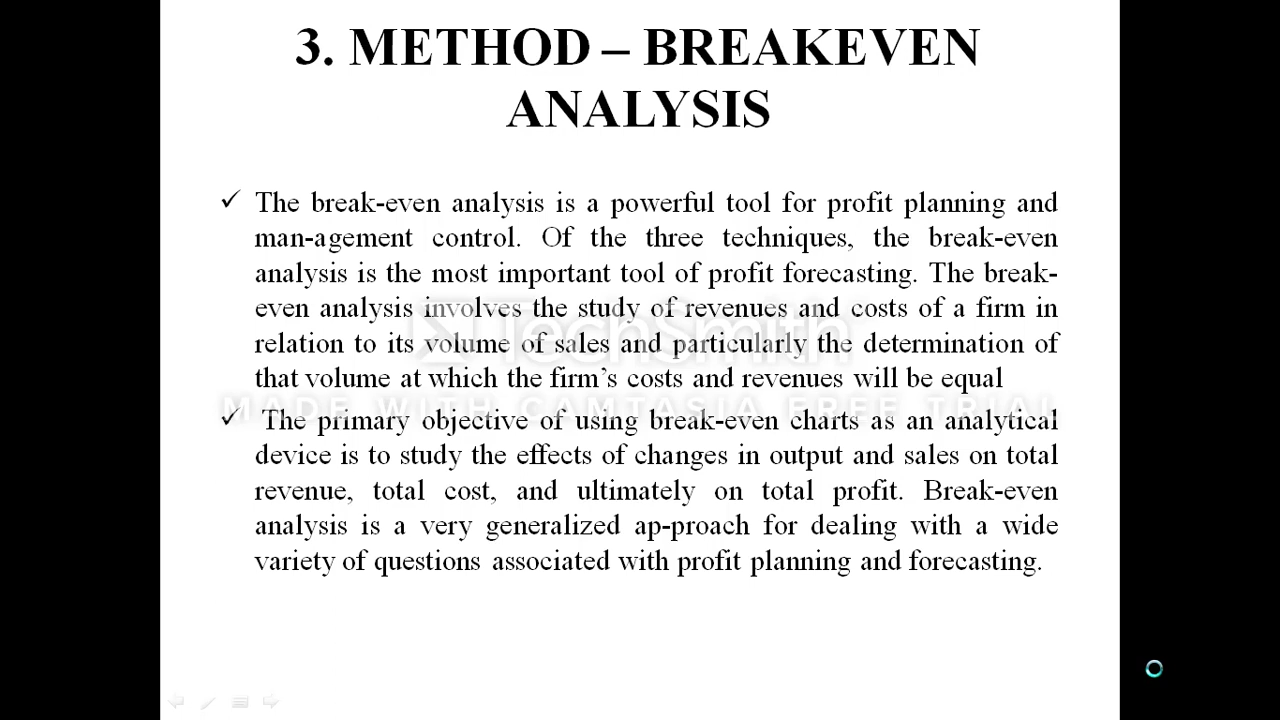 3. METHOD – BREAKEVEN
ANALYSIS
✓ The break-even analysis is a powerful tool for profit planning and
man-agement control. Of the three techniques, the break-even
analysis is the most important tool of profit forecasting. The break-
even analysis involves the study of revenues and costs of a firm in
relation to its volume of sales and particularly the determination of
that volume at which the firm’s costs and revenues will be equal
✓ The primary objective of using break-even charts as an analytical
device is to study the effects of changes in output and sales on total
revenue, total cost, and ultimately on total profit. Break-even
analysis is a very generalized ap-proach for dealing with a wide
variety of questions associated with profit planning and forecasting.
TechSmith
MADE WITH CAMTASIA FREE TRIAL